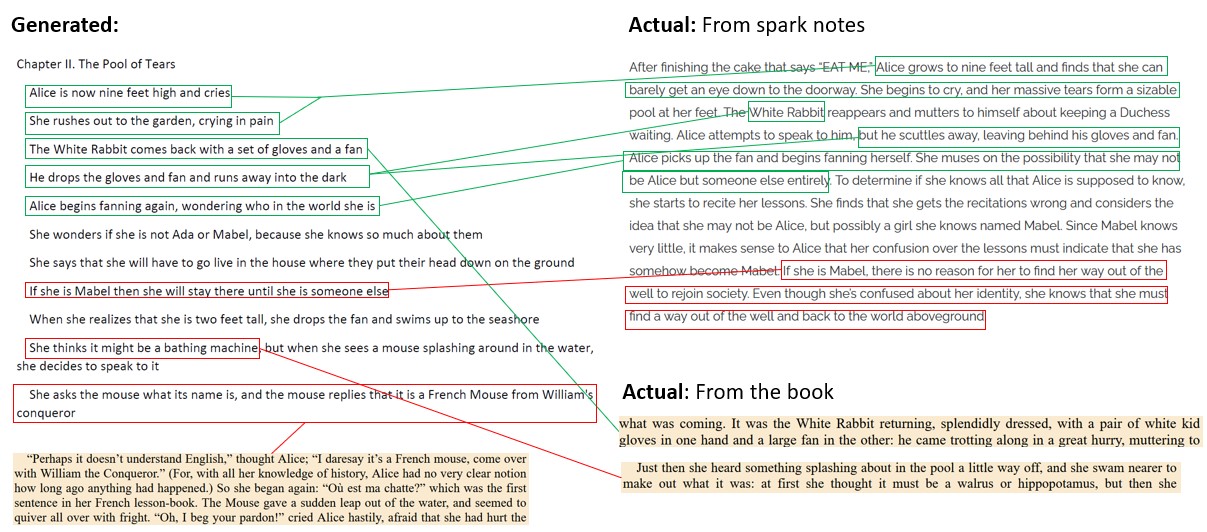 Generated:
Chapter II. The Pool of Tears
Alice is now nine feet high and cries
She rushes out to the garden, crying in pain
The White Rabbit comes back with a set of gloves and a fan
He drops the gloves and fan and runs away into the dark
Alice begins fanning again, wondering who in the world she is
She wonders if she is not Ada or Mabel, because she knows so much about them
She says that she will have to go live in the house where they put their head down on the ground
If she is Mabel then she will stay there until she is someone else
When she realizes that she is two feet tall, she drops the fan and swims up to the seashore
She thinks it might be a bathing machine, but when she sees a mouse splashing around in the water,
she decides to speak to it
She asks the mouse what its name is, and the mouse replies that it is a French Mouse from William's
conqueror
“Perhaps it doesn’t understand English,” thought Alice; “I daresay it’s a French mouse, come over
with William the Conqueror.” (For, with all her knowledge of history, Alice had no very clear notion
how long ago anything had happened.) So she began again: “Où est ma chatte?” which was the first
sentence in her French lesson-book. The Mouse gave a sudden leap out of the water, and seemed to
quiver all over with fright. “Oh, I beg your pardon!” cried Alice hastily, afraid that she had hurt the
Actual: From spark notes
After finishing the cake that says “EAT ME,” Alice grows to nine feet tall and finds that she can
barely get an eye down to the doorway. She begins to cry, and her massive tears form a sizable
pool at her feet. The White Rabbit reappears and mutters to himself about keeping a Duchess
waiting. Alice attempts to speak to him, but he scuttles away, leaving behind his gloves and fan.
Alice picks up the fan and begins fanning herself. She muses on the possibility that she may not
be Alice but someone else entirely. To determine if she knows all that Alice is supposed to know,
she starts to recite her lessons. She finds that she gets the recitations wrong and considers the
idea that she may not be Alice, but possibly a girl she knows named Mabel. Since Mabel knows
very little, it makes sense to Alice that her confusion over the lessons must indicate that she has
somehow become Mabel. If she is Mabel, there is no reason for her to find her way out of the
well to rejoin society. Even though she’s confused about her identity, she knows that she must
find a way out of the well and back to the world aboveground
Actual: From the book
what was coming. It was the White Rabbit returning, splendidly dressed, with a pair of white kid
gloves in one hand and a large fan in the other: he came trotting along in a great hurry, muttering to
Just then she heard something splashing about in the pool a little way off, and she swam nearer to
make out what it was: at first she thought it must be a walrus or hippopotamus, but then she